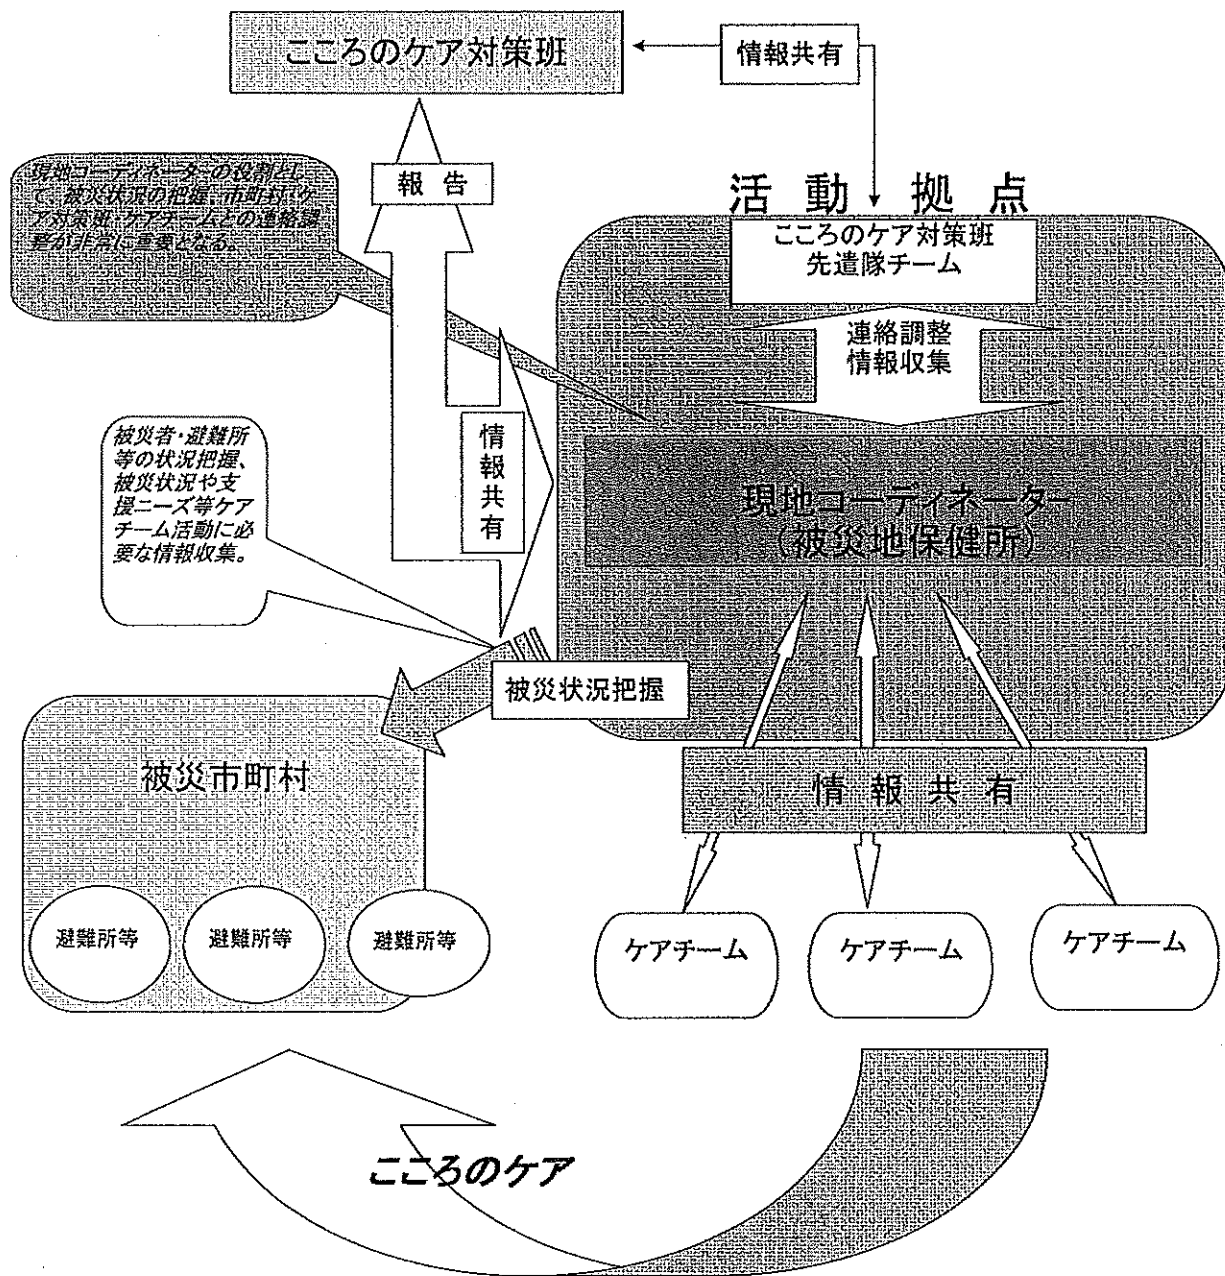 こころのケア対策班
情報共有
報告
現地コーディネーターの役割とし
て、被災状況の把握、市町村・ケ
ア対策班・ケアチームとの連絡調
整が非常に重要となる。
活動拠点
こころのケア対策班
先遣隊チーム
連絡調整
情報収集
被災者・避難所
等の状況把握、
被災状況や支
援ニーズ等ケア
チーム活動に必
要な情報収集。
情報共有
現地コーディネーター
（被災地保健所）
被災状況把握
被災市町村
情報共有
避難所等
避難所等
避難所等
ケアチーム
ケアチーム
ケアチーム
こころのケア